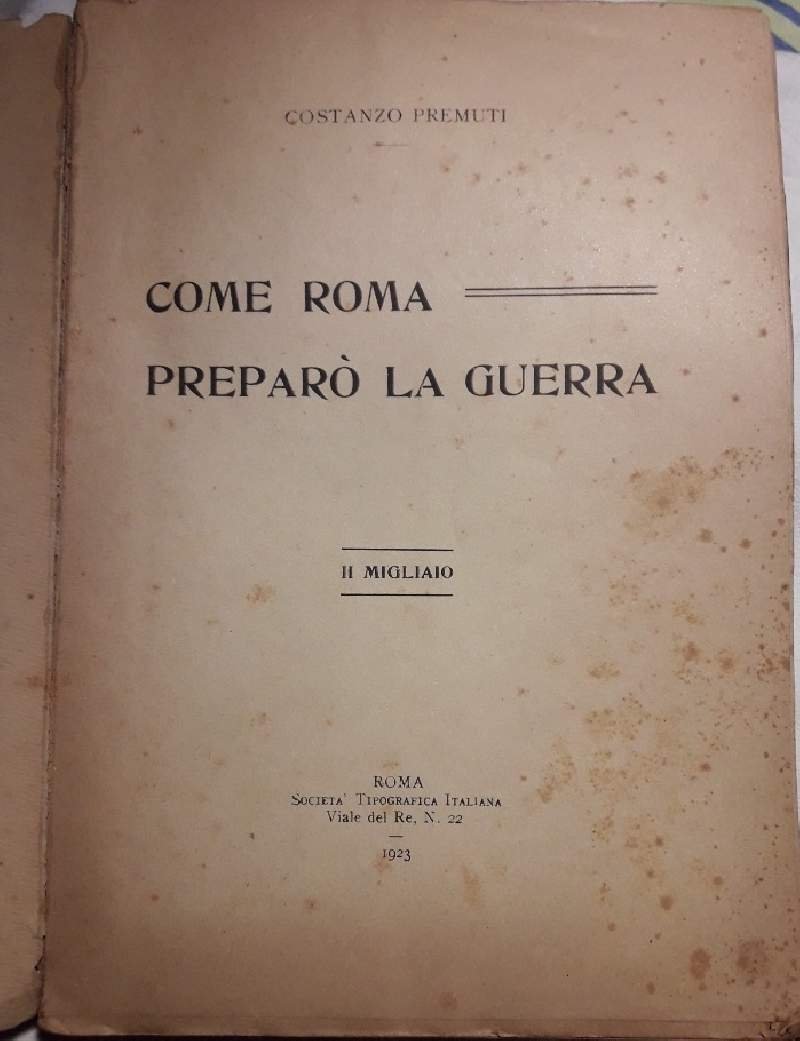 COSTANZO PREMUTI
COME ROMA
PREPARÒ LA GUERRA
II MIGLIAIO
ROMA
SOCIETA' TIPOGRAFICA ITALIANA
Viale del Re, N. 22
1923